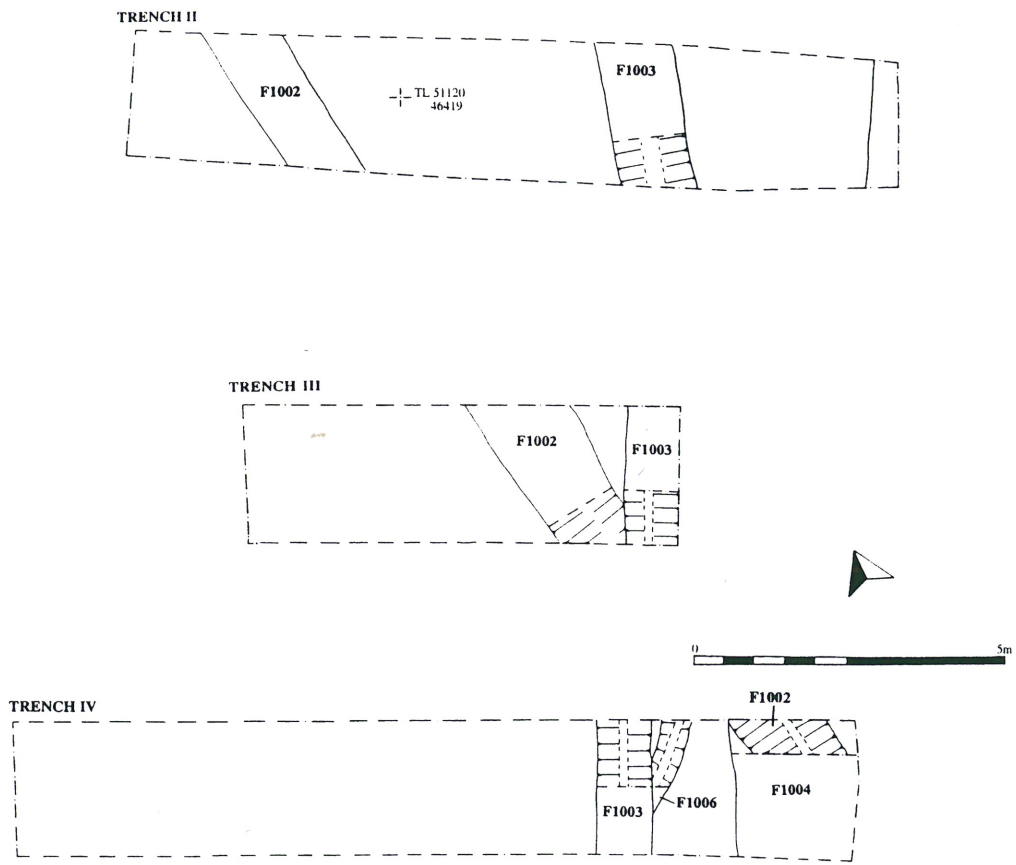 TRENCH II
F1002
F1003
TL 51120
46419
TRENCH III
F1002
F1003
0 5m
TRENCH IV
F1002
F1003
F1006
F1004